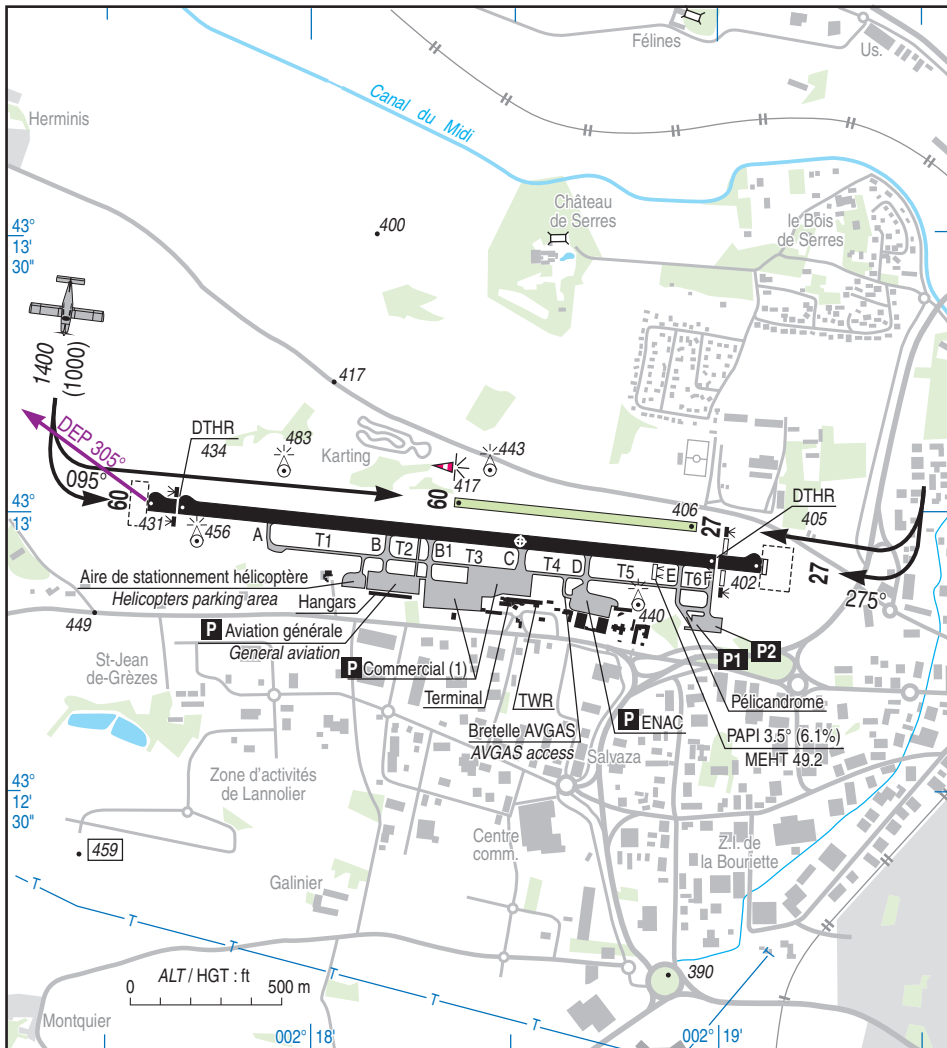 Félines
Us.
Canal du Midi
Herminis
Château
de Serres
le Bois
de Serres
400
43°
13'
30"
1400
(1000)
417
DEP 305°
DTHR
434
483
Karting
443
417
095°
09
431
456
09
406
27
DTHR
405
43°
13'
A
T1
B
T2
B1
T3
C
T4
D
T5
E
T6
F
402
27
275°
Aire de stationnement hélicoptère
Helicopters parking area
Hangars
440
449
P Aviation générale
General aviation
P1
P2
St-Jean
de-Grèzes
P Commercial (1)
Terminal
TWR
Pélicandrome
Bretelle AVGAS
AVGAS access
P ENAC
PAPI 3.5° (6.1%)
MEHT 49.2
Salvaza
43°
12'
30"
Zone d'activités
de Lannolier
459
Centre
comm.
Z.I. de
la Bouriette
Galinier
T
T
T
T
T
T
T
T
ALT / HGT : ft
0
500 m
390
Montquier
002°
18'
002°
19'